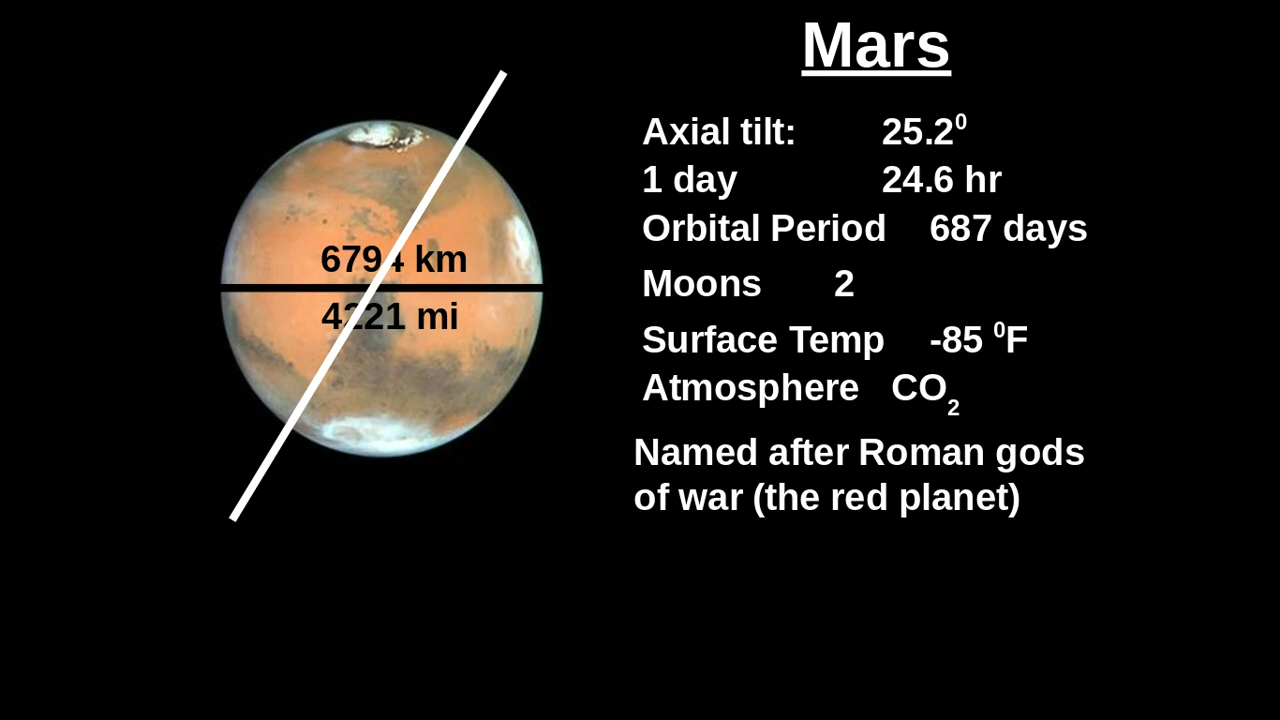 Mars
Axial tilt: 25.2⁰
1 day 24.6 hr
Orbital Period 687 days
Moons 2
Surface Temp -85 ⁰F
Atmosphere CO₂
Named after Roman gods
of war (the red planet)
6794 km
4221 mi